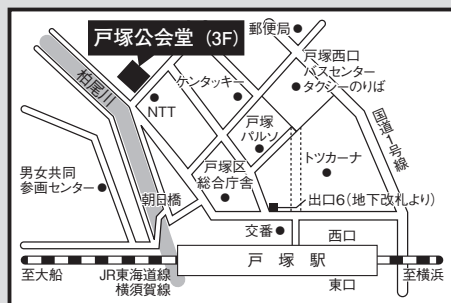 戸塚公会堂（3F）
郵便局
柏尾川
ケンタッキー
戸塚西口
バスセンター
タクシーのりば
NTT
国道1号線
戸塚
パルソ
トツカーナ
戸塚区
総合庁舎
男女共同
参画センター
朝日橋
出口6（地下改札より）
交番
西口
戸塚駅
至大船
JR東海道線
横須賀線
東口
至横浜